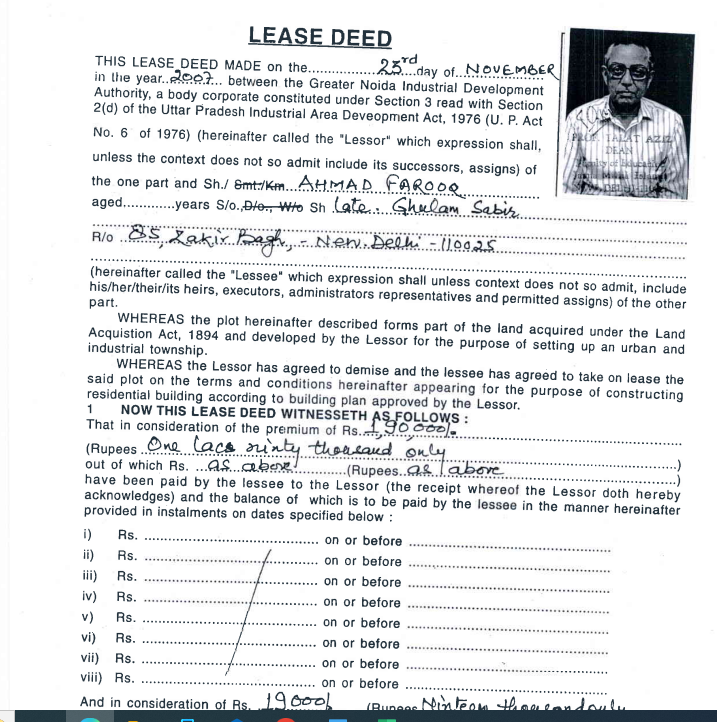 LEASE DEED
THIS LEASE DEED MADE on the................23rd day of..NOVEMBER
in the year..2007... between the Greater Noida Industrial Development
Authority, a body corporate constituted under Section 3 read with Section
2(d) of the Uttar Pradesh Industrial Area Deveopment Act, 1976 (U. P. Act
No. 6 of 1976) (hereinafter called the "Lessor" which expression shall,
unless the context does not so admit include its successors, assigns) of
the one part and Sh./ Smt./Km...AHMAD FAROOQ
aged............years S/o., D/o., W/o Sh Late. Ghulam Sabir
R/o ..85, Zakir Bagh, - New Delhi - 110025
PROF. TALAT AZIZ
DEAN
(hereinafter called the "Lessee" which expression shall unless context does not so admit, include
his/her/their/its heirs, executors, administrators representatives and permitted assigns) of the other
part.
WHEREAS the plot hereinafter described forms part of the land acquired under the Land
Acquistion Act, 1894 and developed by the Lessor for the purpose of setting up an urban and
industrial township.
WHEREAS the Lessor has agreed to demise and the lessee has agreed to take on lease the
said plot on the terms and conditions hereinafter appearing for the purpose of constructing
residential building according to building plan approved by the Lessor.
1 NOW THIS LEASE DEED WITNESSETH AS FOLLOWS :
That in consideration of the premium of Rs. 1,90,000/-
(Rupees One lacs ninty thousand only )
out of which Rs. ...as above...........(Rupees as above )
have been paid by the lessee to the Lessor (the receipt whereof the Lessor doth hereby
acknowledges) and the balance of which is to be paid by the lessee in the manner hereinafter
provided in instalments on dates specified below :
i) Rs. .......................................... on or before ..................................................
ii) Rs. .......................................... on or before ..................................................
iii) Rs. .......................................... on or before ..................................................
iv) Rs. .......................................... on or before ..................................................
v) Rs. .......................................... on or before ..................................................
vi) Rs. .......................................... on or before ..................................................
vii) Rs. .......................................... on or before ..................................................
viii) Rs. .......................................... on or before ..................................................
And in consideration of Rs. 19000/ (Rupees Ninteen thousand only